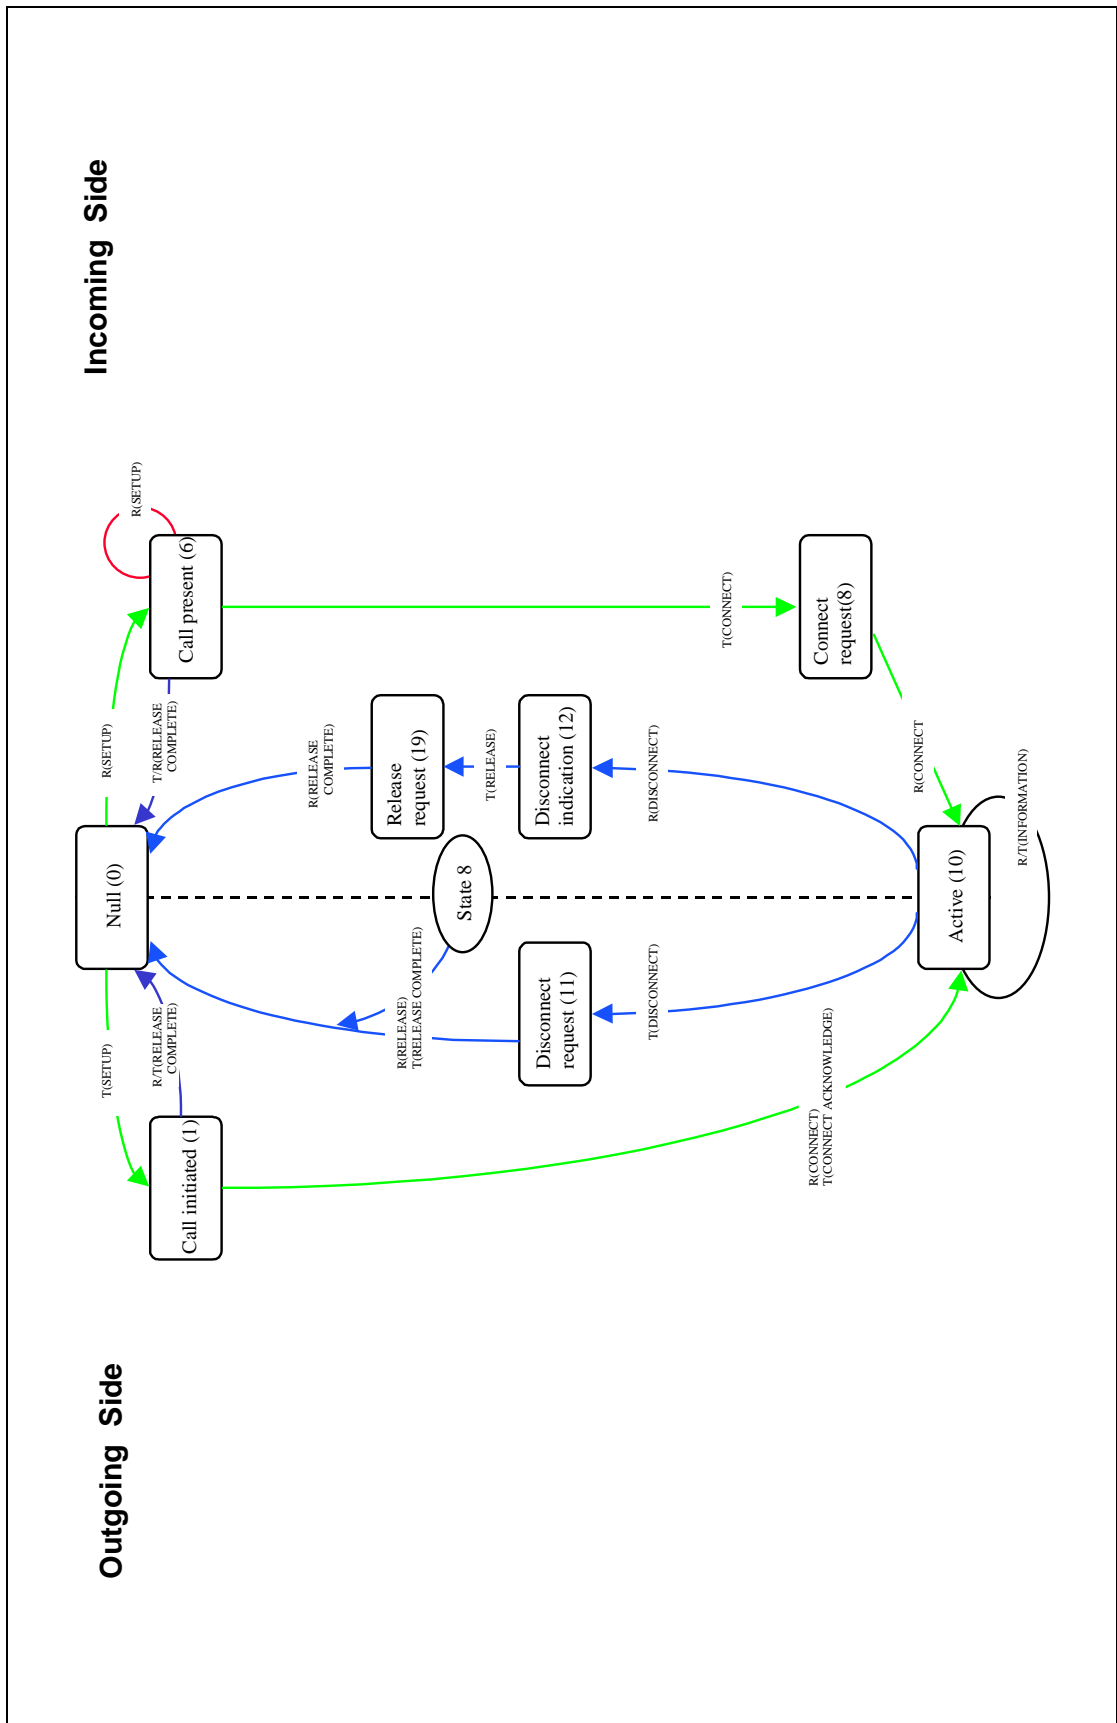 Outgoing Side
Incoming Side
Null (0)
T(SETUP)
R(SETUP)
R(SETUP)
Call initiated (1)
R/T(RELEASE
COMPLETE)
T/R(RELEASE
COMPLETE)
Call present (6)
R(RELEASE
COMPLETE)
Release
request (19)
R(RELEASE)
T(RELEASE COMPLETE)
State 8
T(RELEASE)
Disconnect
request (11)
Disconnect
indication (12)
T(DISCONNECT)
R(DISCONNECT)
T(CONNECT)
Connect
request(8)
R(CONNECT)
T(CONNECT ACKNOWLEDGE)
R(CONNECT
Active (10)
R/T(INFORMATION)